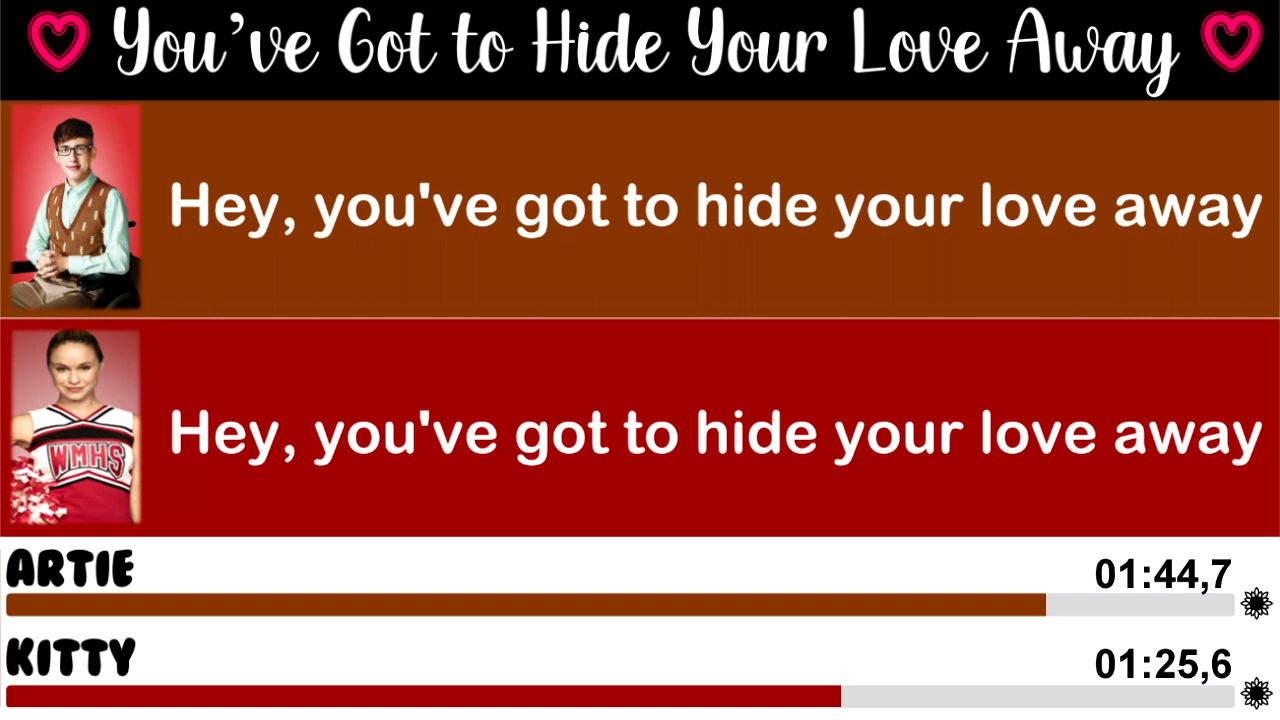 You've Got to Hide Your Love Away
Hey, you've got to hide your love away
WMHS
Hey, you've got to hide your love away
ARTIE
01:44,7
KITTY
01:25,6